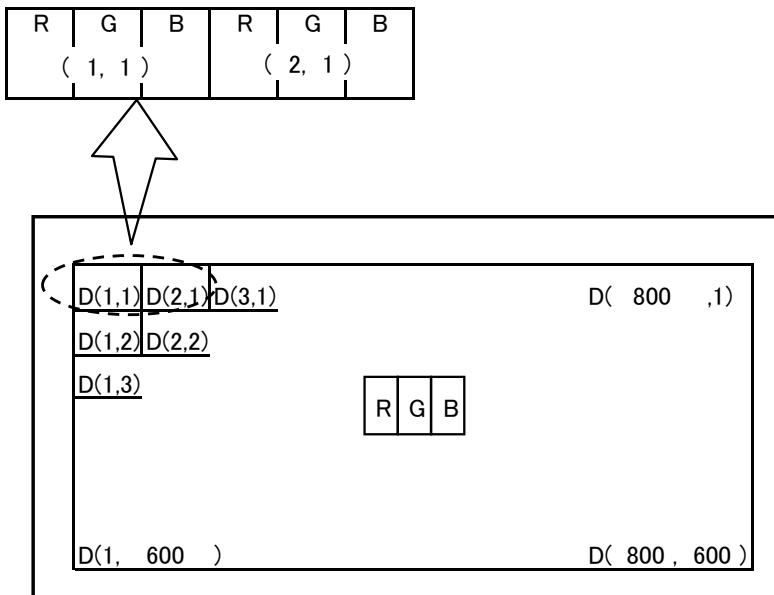 R G B R G B
( 1, 1 ) ( 2, 1 )
D(1,1) D(2,1) D(3,1) D( 800 ,1)
D(1,2) D(2,2)
D(1,3)
R G B
D(1, 600 ) D( 800 , 600 )